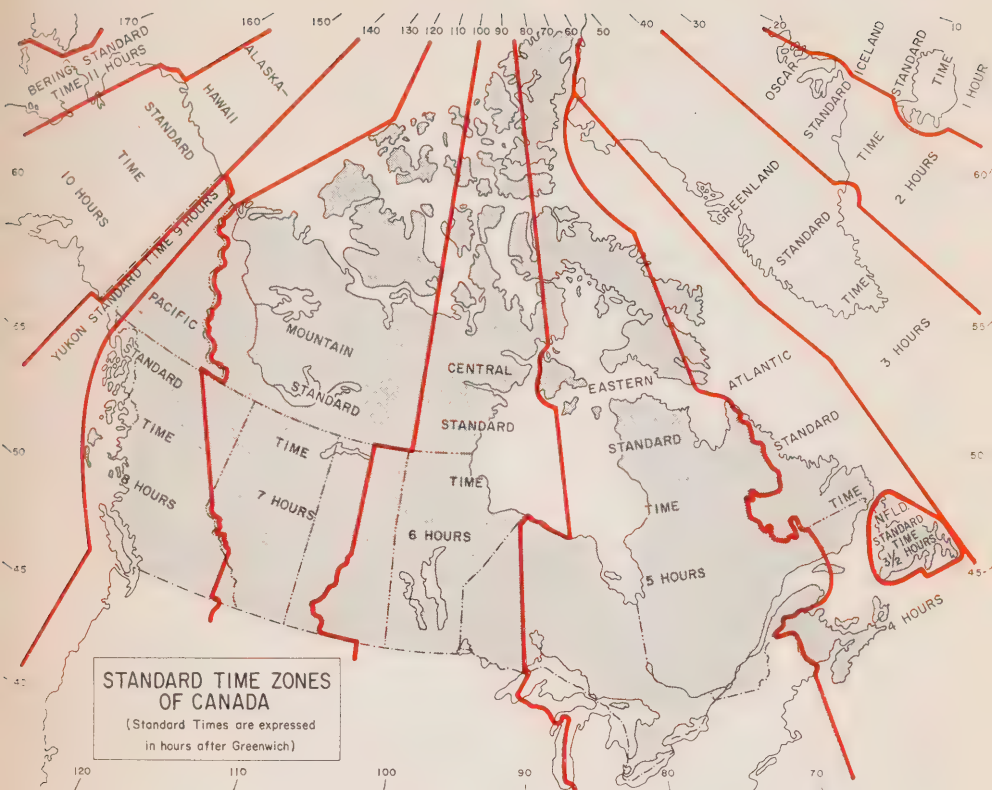 170
160
150
140
130
120
110
100
90
80
70
60
50
40
30
20
10
BERING STANDARD
TIME 11 HOURS
ALASKA-
HAWAII
STANDARD
TIME
10 HOURS
YUKON STANDARD TIME 9 HOURS
PACIFIC
STANDARD
TIME
8 HOURS
MOUNTAIN
STANDARD
TIME
7 HOURS
CENTRAL
STANDARD
TIME
6 HOURS
EASTERN
STANDARD
TIME
5 HOURS
ATLANTIC
STANDARD
TIME
4 HOURS
NFLD.
STANDARD
TIME
3½ HOURS
GREENLAND
STANDARD
TIME
3 HOURS
OSCAR
STANDARD
TIME
2 HOURS
ICELAND
STANDARD
TIME
1 HOUR
60
55
50
45
40
60
55
50
45
STANDARD TIME ZONES
OF CANADA
(Standard Times are expressed
in hours after Greenwich)
120
110
100
90
80
70